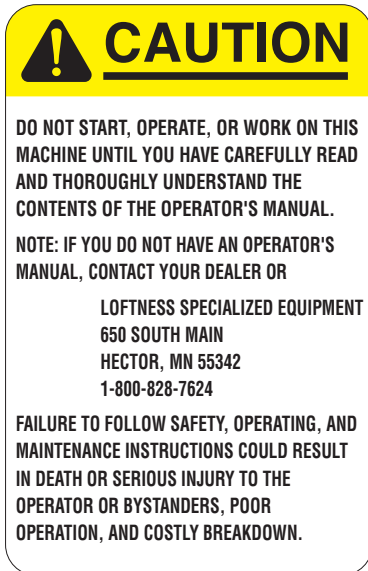 CAUTION
DO NOT START, OPERATE, OR WORK ON THIS
MACHINE UNTIL YOU HAVE CAREFULLY READ
AND THOROUGHLY UNDERSTAND THE
CONTENTS OF THE OPERATOR'S MANUAL.
NOTE: IF YOU DO NOT HAVE AN OPERATOR'S
MANUAL, CONTACT YOUR DEALER OR
LOFTNESS SPECIALIZED EQUIPMENT
650 SOUTH MAIN
HECTOR, MN 55342
1-800-828-7624
FAILURE TO FOLLOW SAFETY, OPERATING, AND
MAINTENANCE INSTRUCTIONS COULD RESULT
IN DEATH OR SERIOUS INJURY TO THE
OPERATOR OR BYSTANDERS, POOR
OPERATION, AND COSTLY BREAKDOWN.